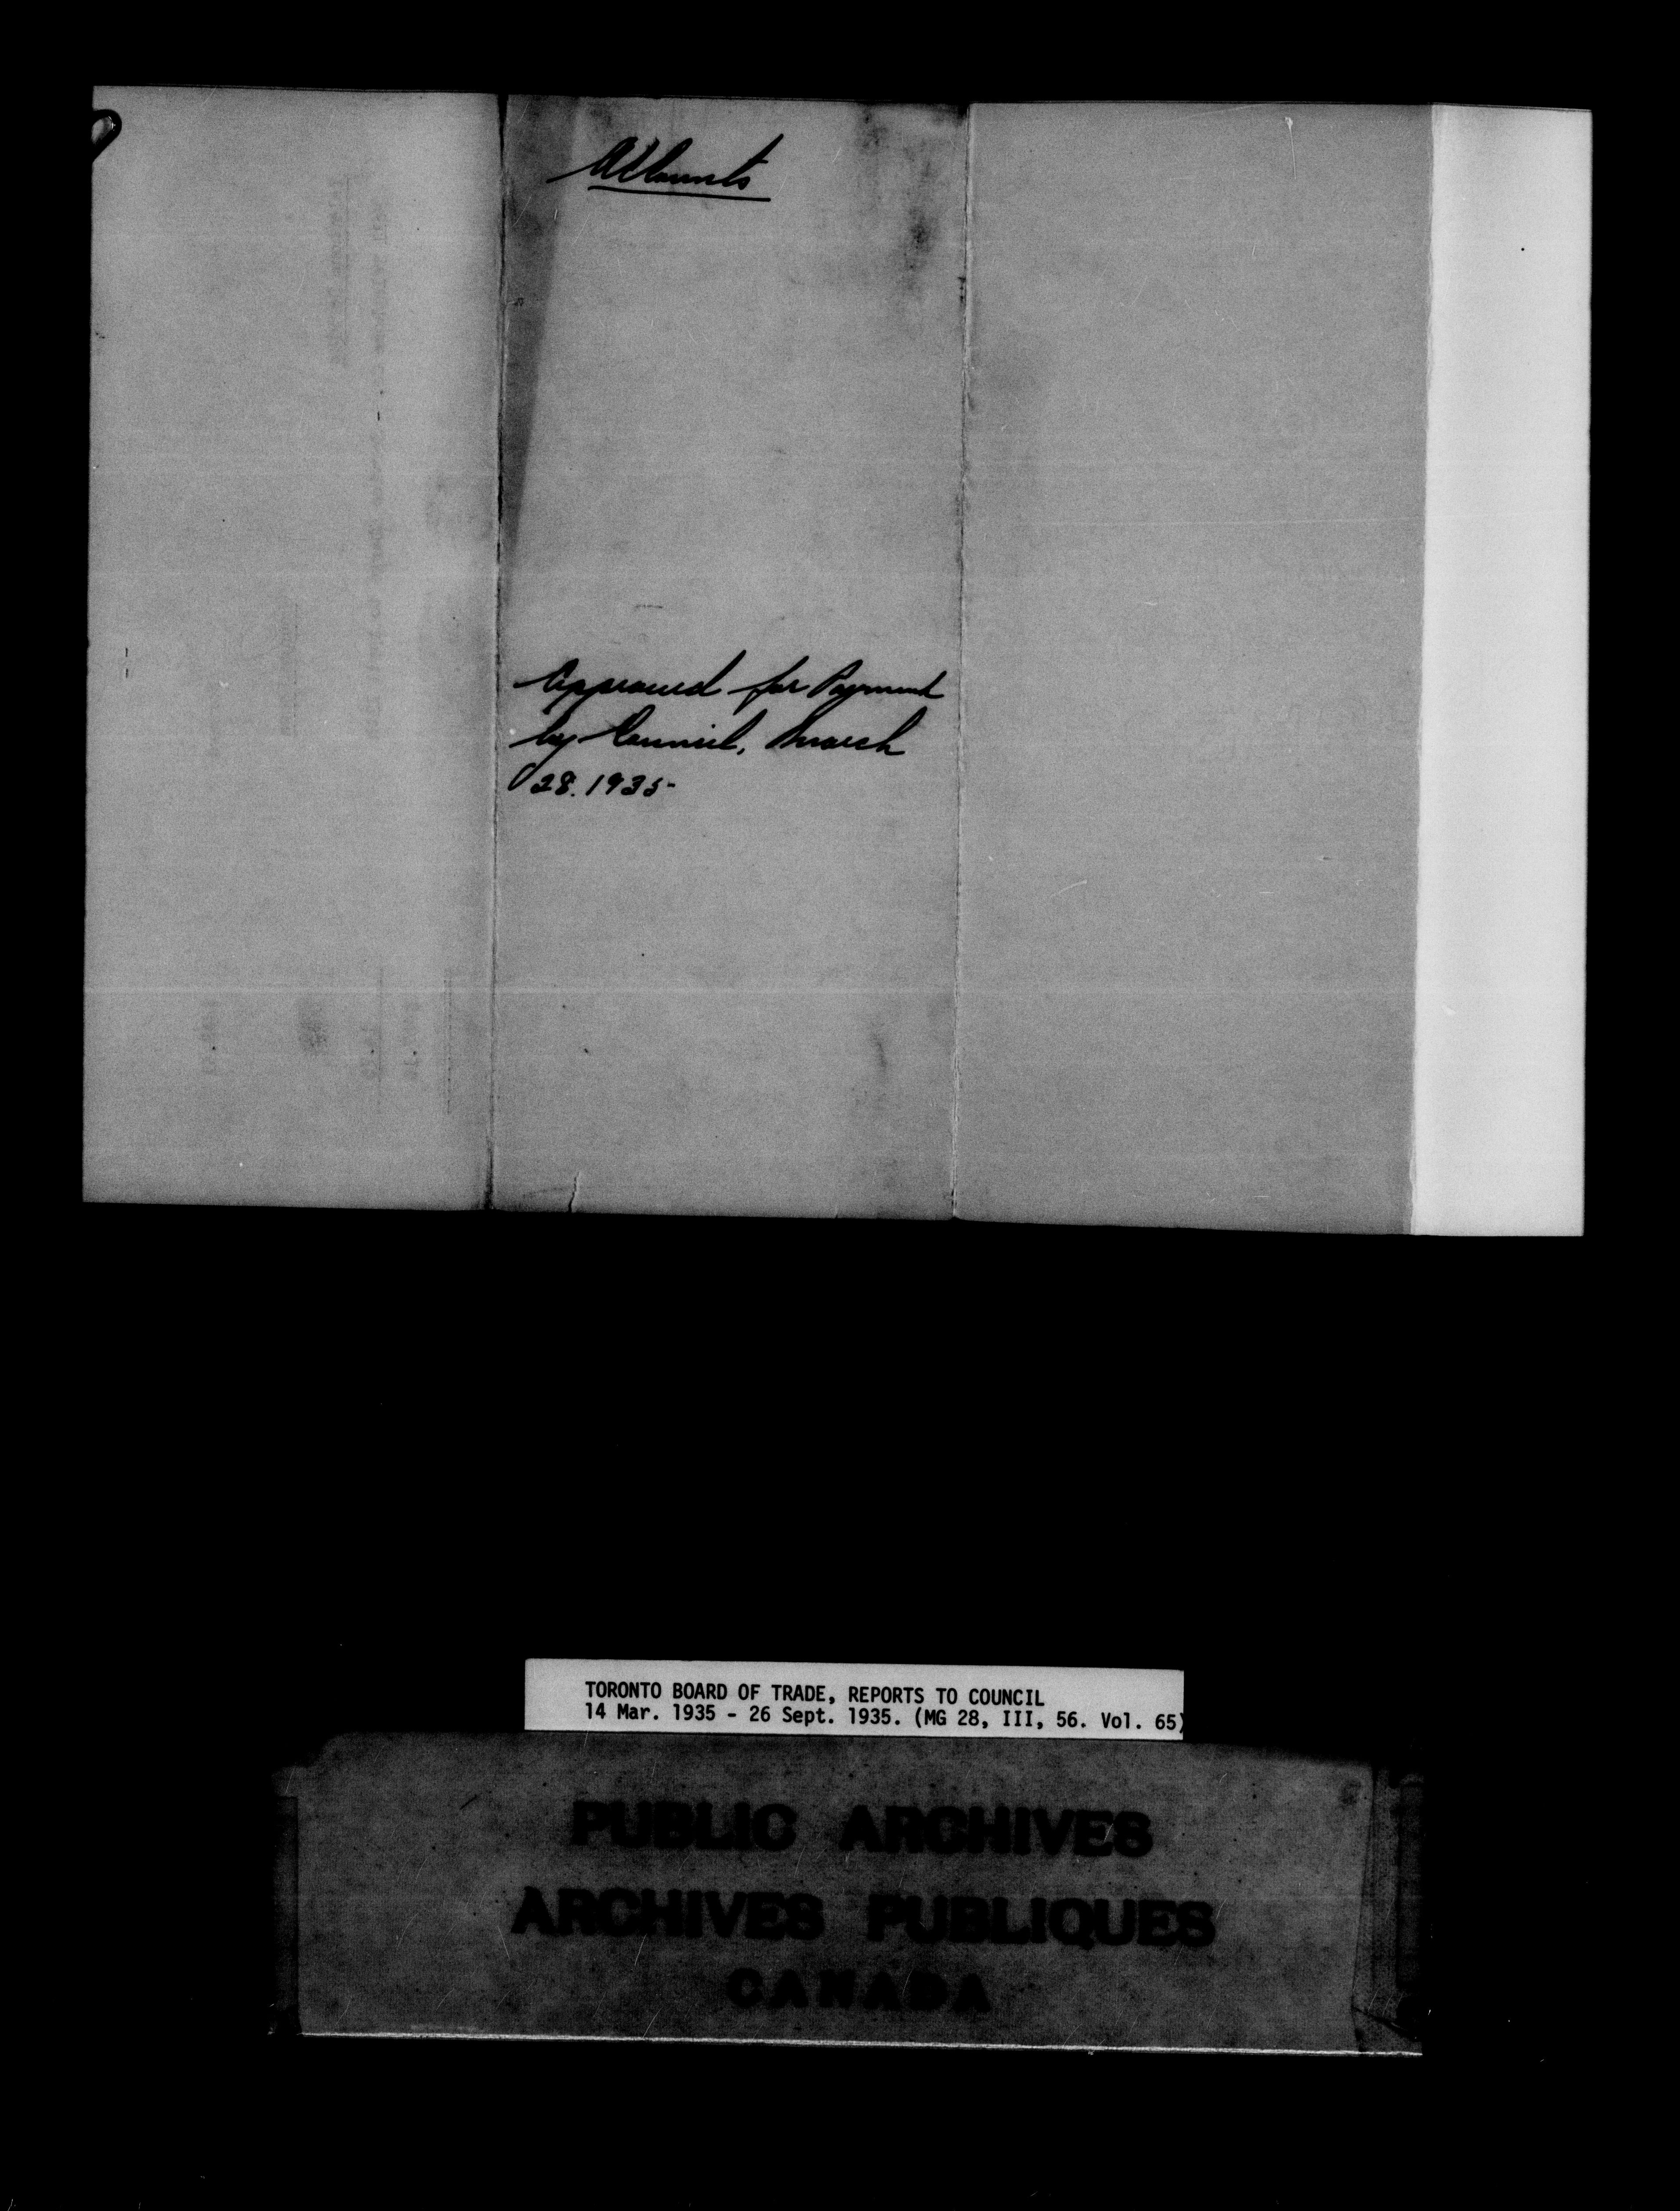 Accounts
Approved for Payment
by Council, March
28. 1935
TORONTO BOARD OF TRADE, REPORTS TO COUNCIL
14 Mar. 1935 - 26 Sept. 1935. (MG 28, III, 56. Vol. 65)
PUBLIC ARCHIVES
ARCHIVES PUBLIQUES
CANADA